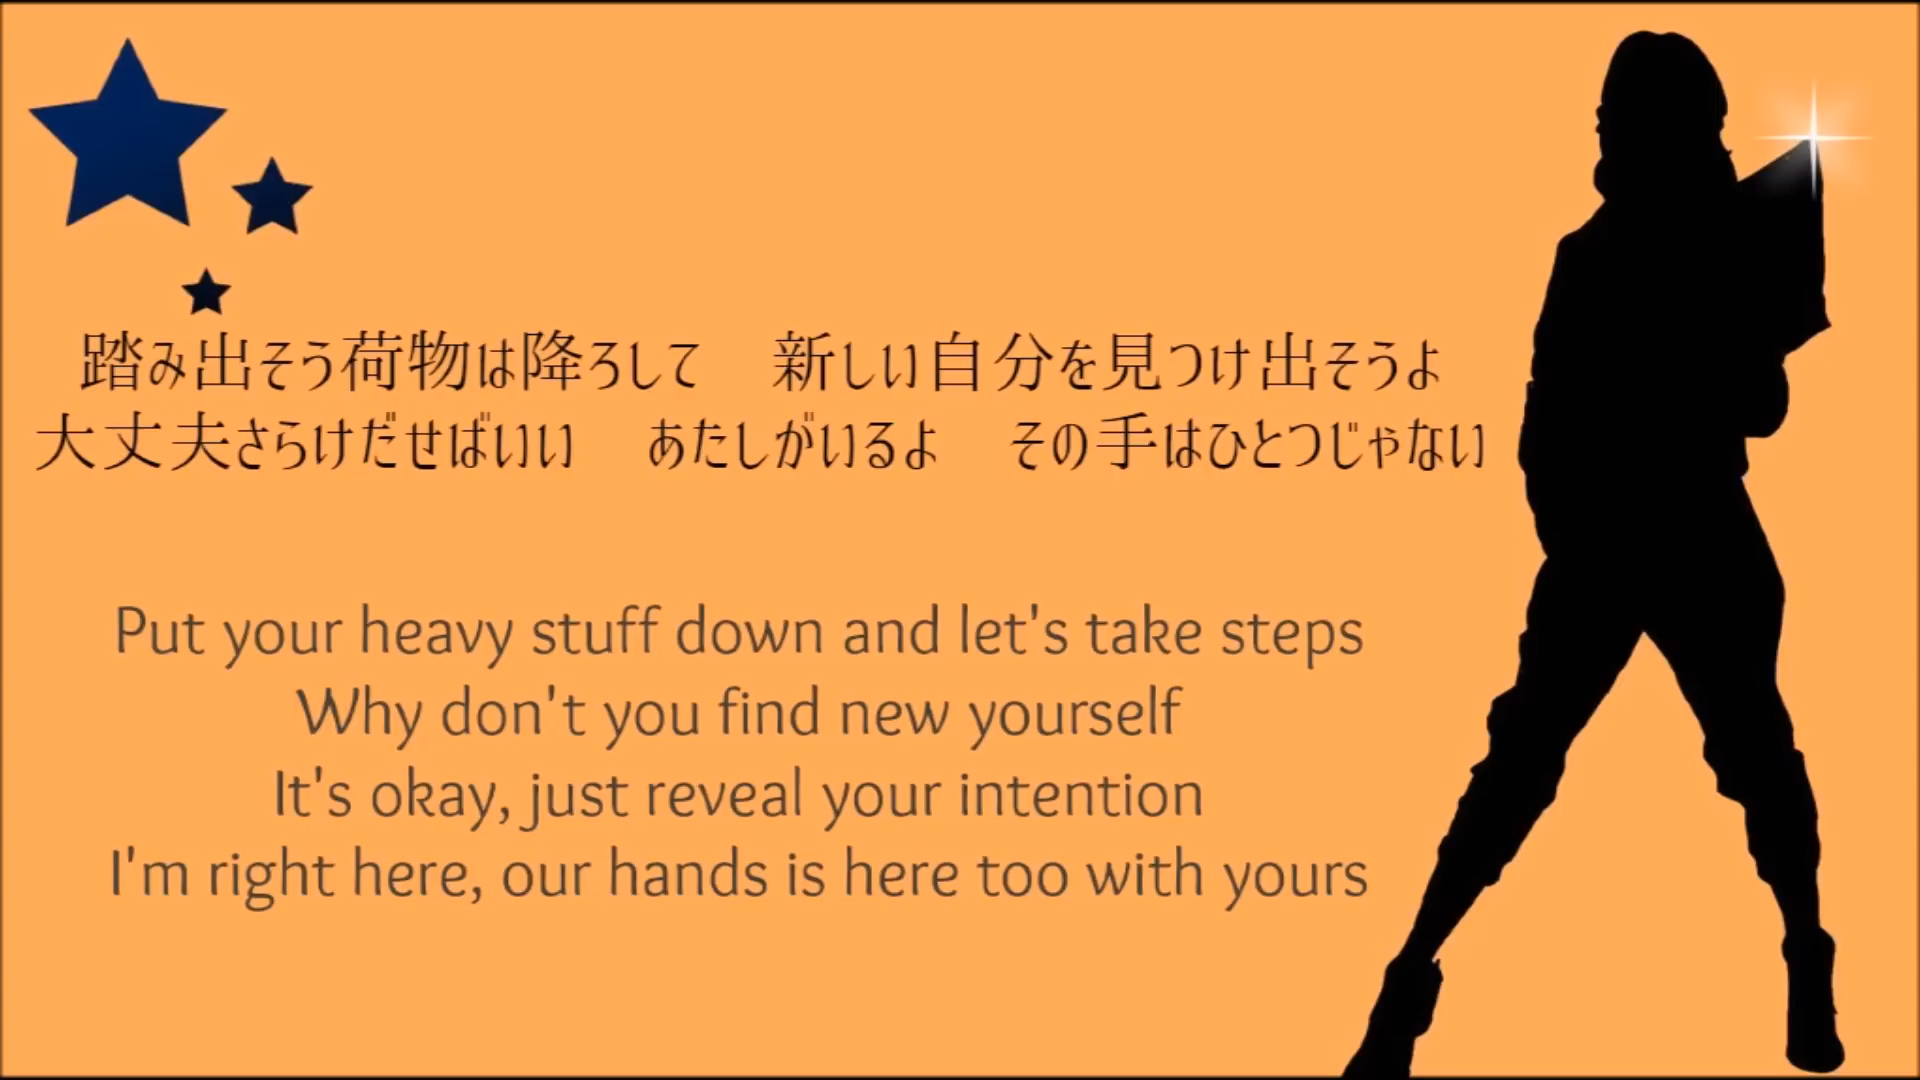 踏み出そう荷物は降ろして　新しい自分を見つけ出そうよ
大丈夫さらけだせばいい　あたしがいるよ　その手はひとつじゃない
Put your heavy stuff down and let's take steps
Why don't you find new yourself
It's okay, just reveal your intention
I'm right here, our hands is here too with yours